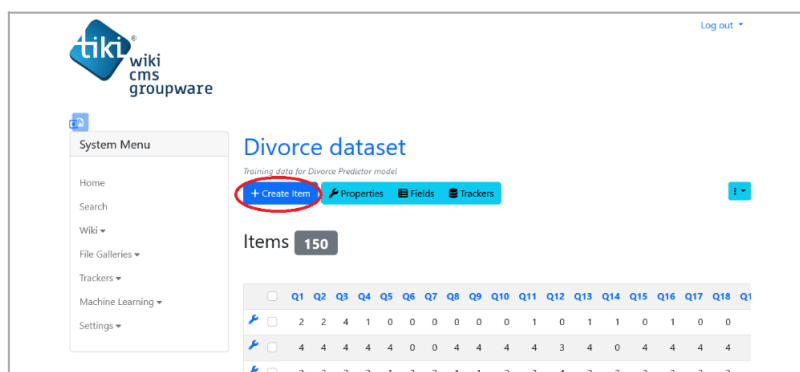 Log out
tiki
wiki
cms
groupware
System Menu
Home
Search
Wiki
File Galleries
Trackers
Machine Learning
Settings
Divorce dataset
Training data for Divorce Predictor model
+ Create Item Properties Fields Trackers
Items 150
Q1 Q2 Q3 Q4 Q5 Q6 Q7 Q8 Q9 Q10 Q11 Q12 Q13 Q14 Q15 Q16 Q17 Q18
2 2 4 1 0 0 0 0 0 0 1 0 1 1 0 1 0 0
4 4 4 4 4 0 0 4 4 4 4 3 4 0 4 4 4 4